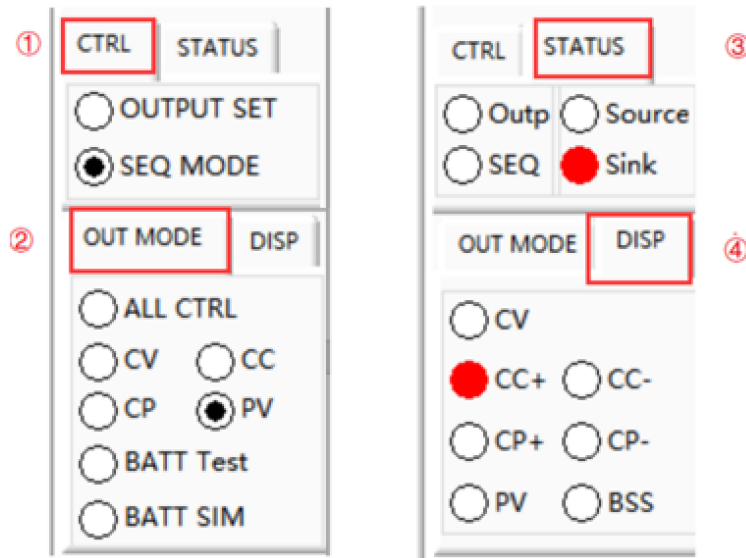 ① CTRL STATUS
OUTPUT SET
SEQ MODE
② OUT MODE DISP
ALL CTRL
CV CC
CP PV
BATT Test
BATT SIM
CTRL STATUS ③
Outp Source
SEQ Sink
OUT MODE DISP ④
CV
CC+ CC-
CP+ CP-
PV BSS